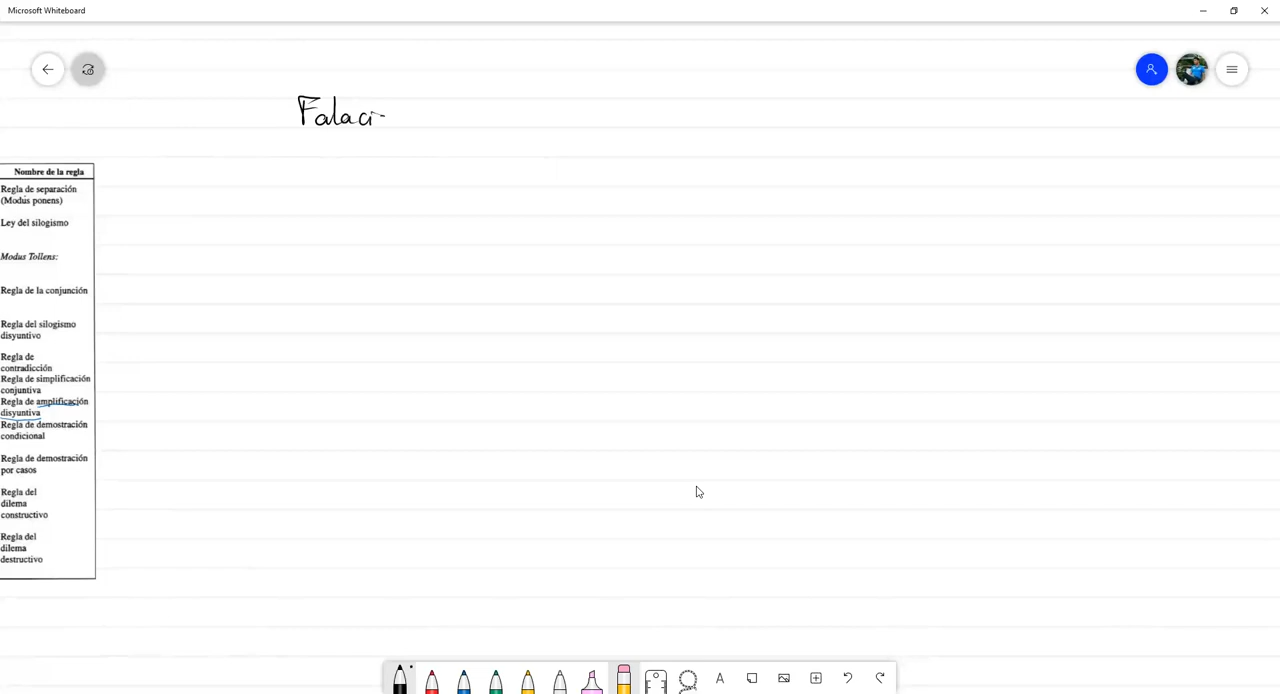 Microsoft Whiteboard
Falaci
Nombre de la regla
Regla de separación
(Modus ponens)
Ley del silogismo
Modus Tollens:
Regla de la conjunción
Regla del silogismo
disyuntivo
Regla de
contradicción
Regla de simplificación
conjuntiva
Regla de amplificación
disyuntiva
Regla de demostración
condicional
Regla de demostración
por casos
Regla del
dilema
constructivo
Regla del
dilema
destructivo
A